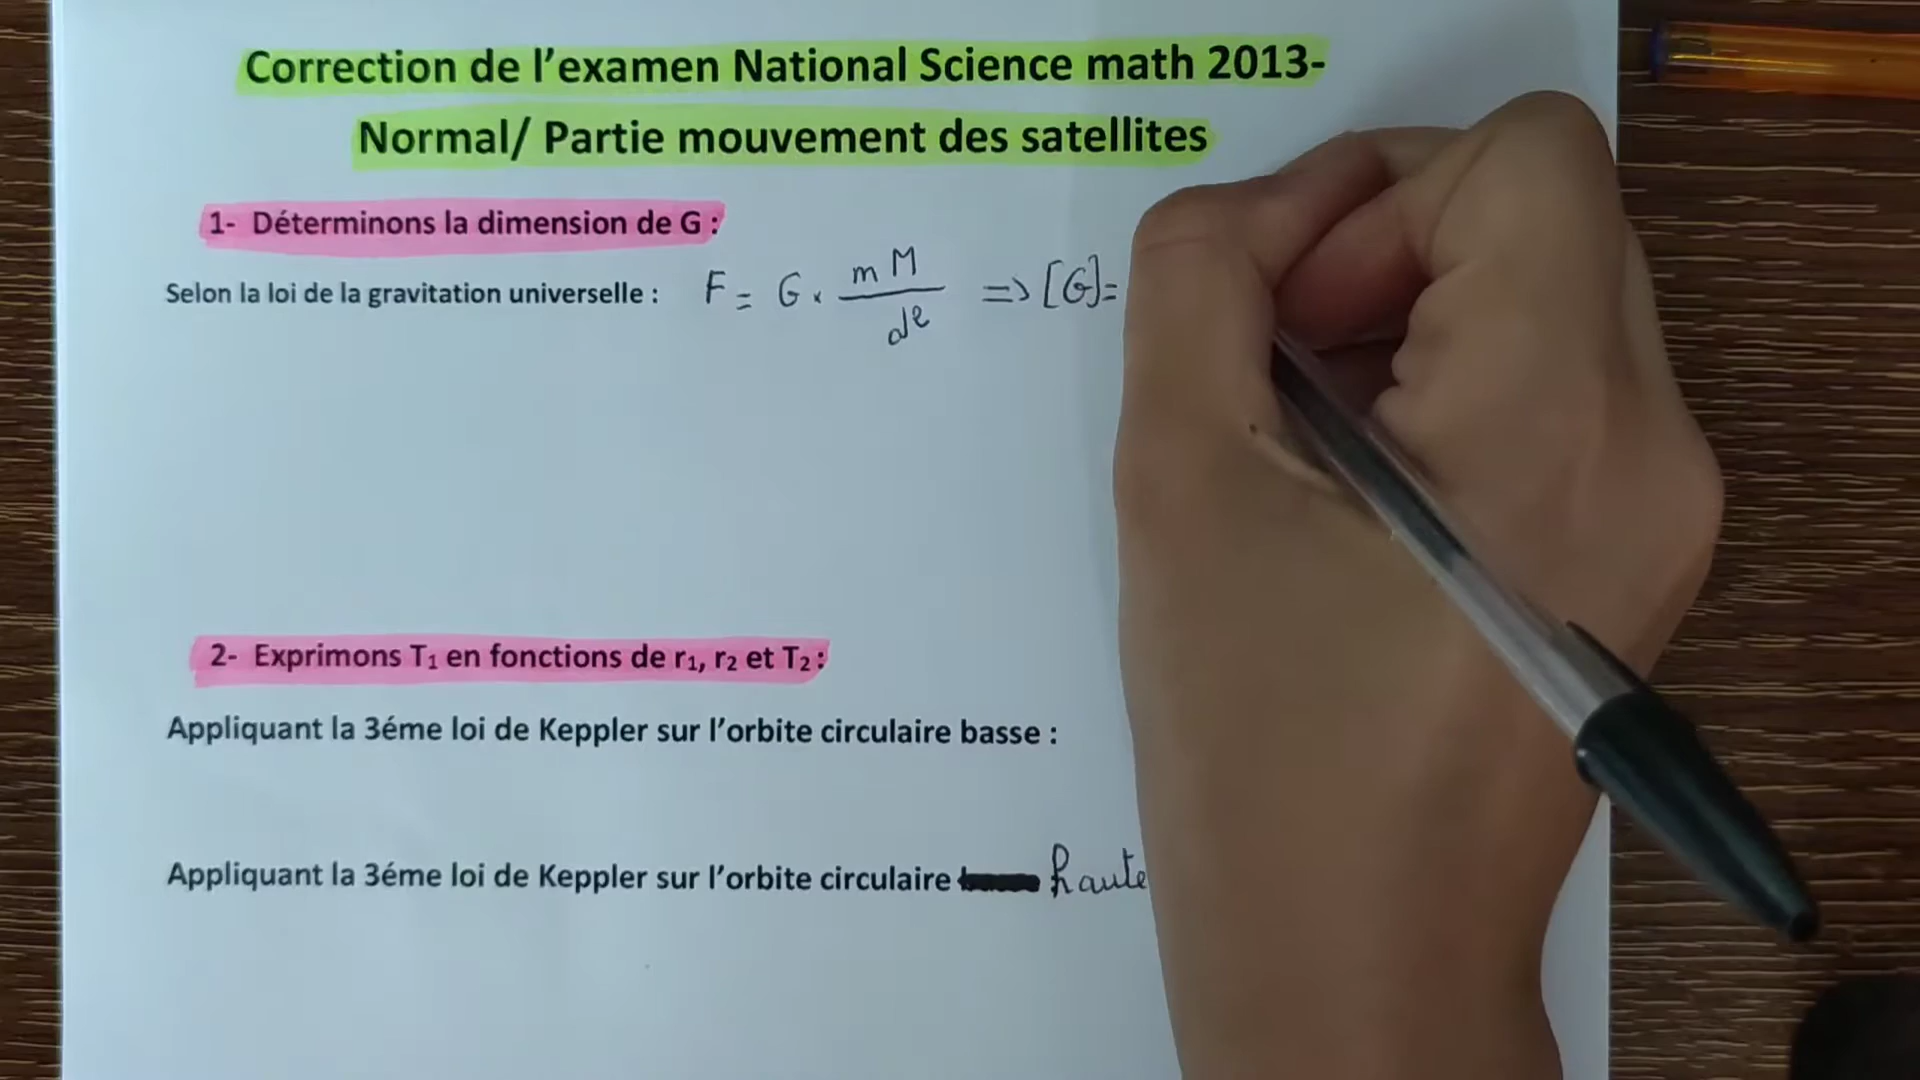 Correction de l’examen National Science math 2013-
Normal/ Partie mouvement des satellites
1- Déterminons la dimension de G :
Selon la loi de la gravitation universelle : F = G × m M / d² => [G]=
2- Exprimons T₁ en fonctions de r₁, r₂ et T₂ :
Appliquant la 3éme loi de Keppler sur l’orbite circulaire basse :
Appliquant la 3éme loi de Keppler sur l’orbite circulaire haute